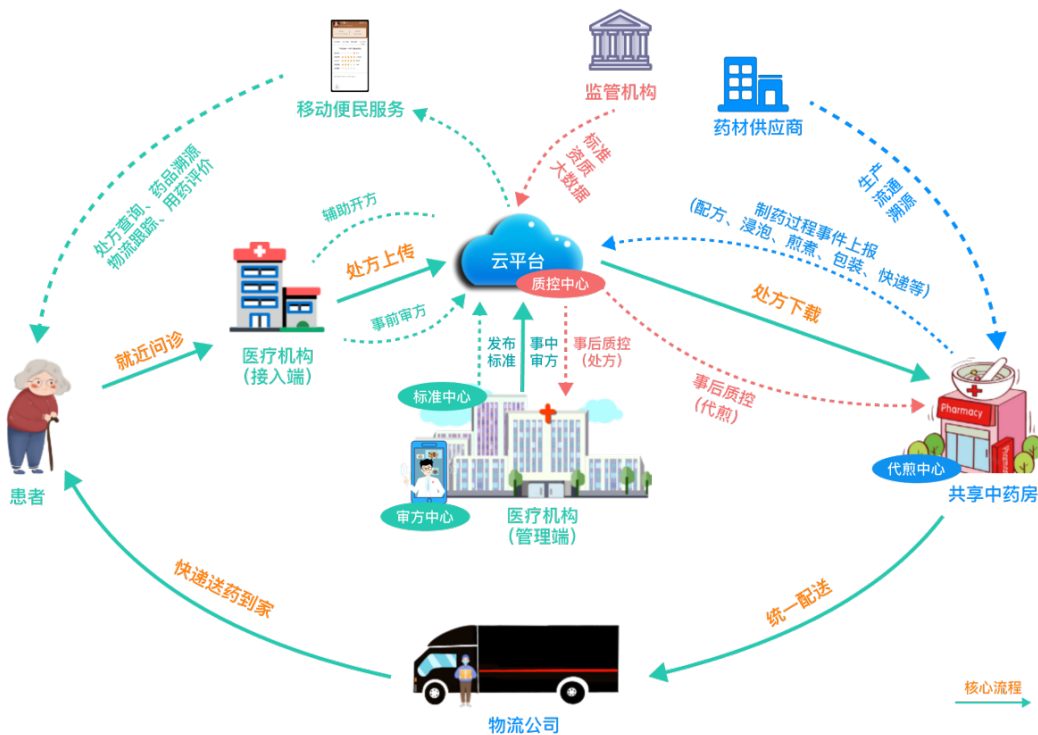 移动便民服务
监管机构
药材供应商
标准
资质
大数据
生产
流通
溯源
处方查询、药品溯源
物流跟踪、用药评价
辅助开方
处方上传
事前审方
云平台
质控中心
制药过程事件上报
(配方、浸泡、煎煮、包装、快递等)
处方下载
就近问诊
医疗机构
(接入端)
发布
标准
事中
审方
事后质控
(处方)
事后质控
(代煎)
标准中心
审方中心
医疗机构
(管理端)
Pharmacy
代煎中心
共享中药房
患者
快递送药到家
统一配送
物流公司
核心流程